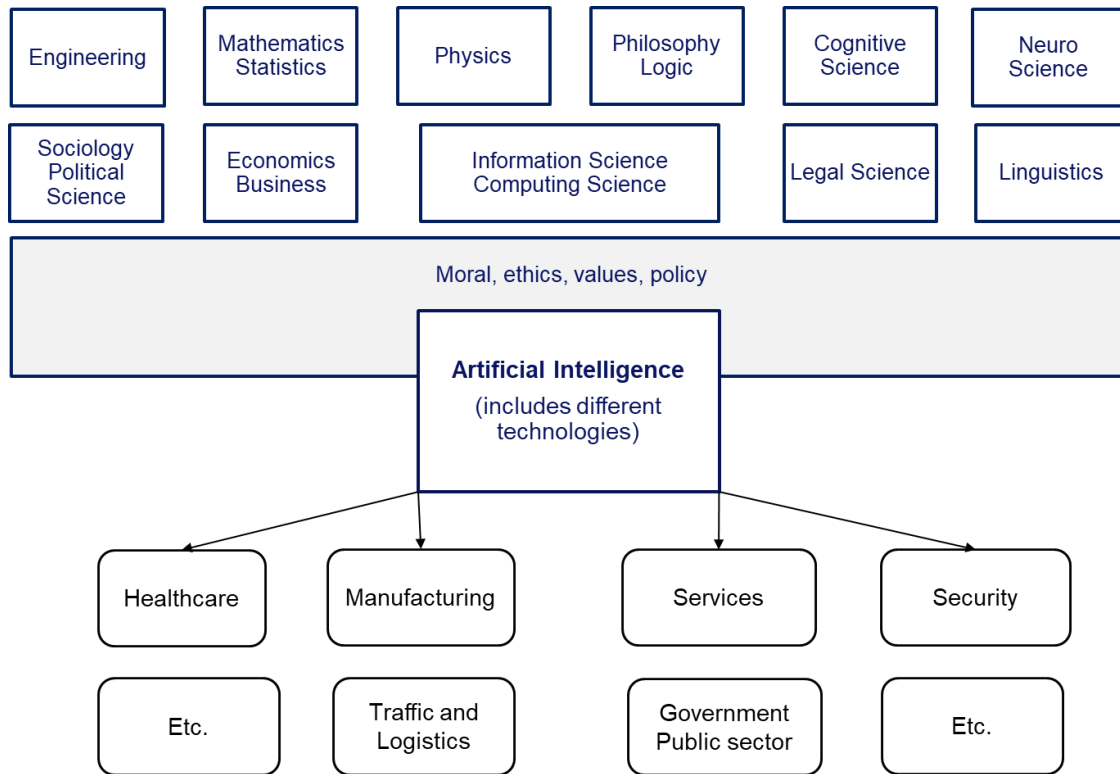 Engineering
Mathematics
Statistics
Physics
Philosophy
Logic
Cognitive
Science
Neuro
Science
Sociology
Political
Science
Economics
Business
Information Science
Computing Science
Legal Science
Linguistics
Moral, ethics, values, policy
Artificial Intelligence
(includes different
technologies)
Healthcare
Manufacturing
Services
Security
Etc.
Traffic and
Logistics
Government
Public sector
Etc.